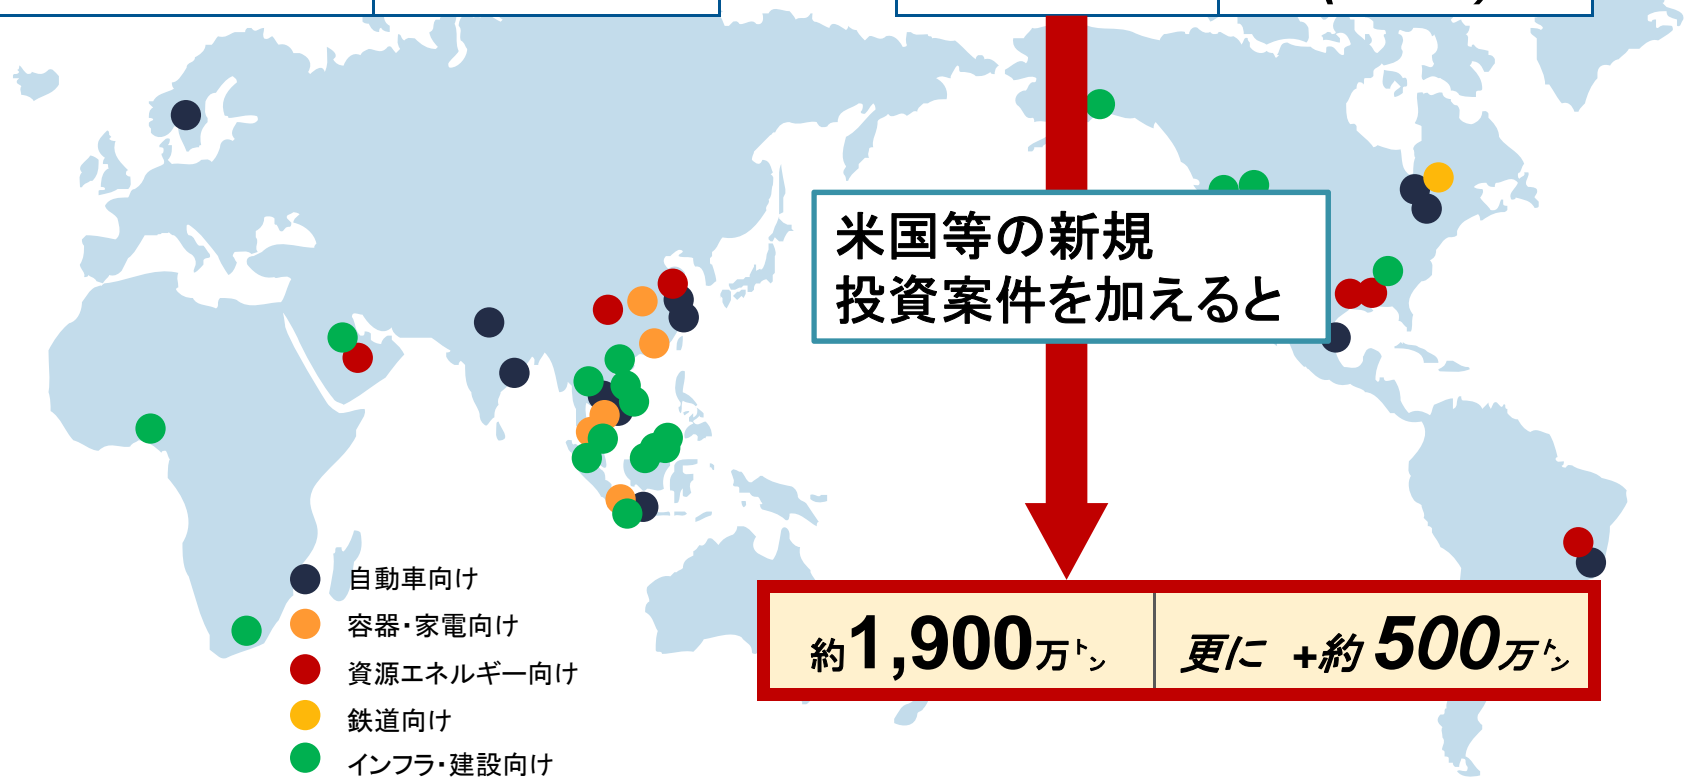 米国等の新規
投資案件を加えると
自動車向け
容器・家電向け
資源エネルギー向け
鉄道向け
インフラ・建設向け
約1,900万トン
更に +約500万トン